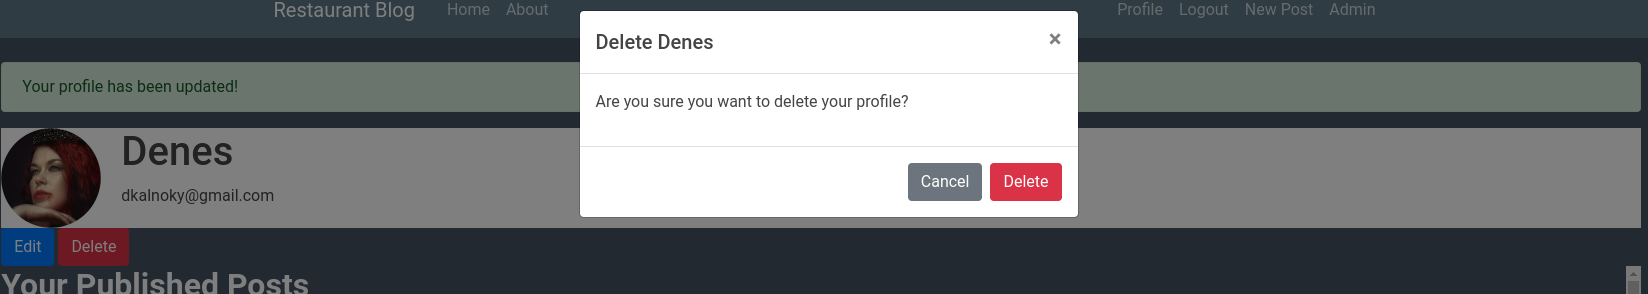 Restaurant Blog Home About Profile Logout New Post Admin
Delete Denes ×
Your profile has been updated!
Are you sure you want to delete your profile?
Denes
dkalnoky@gmail.com
Cancel Delete
Edit Delete
Your Published Posts